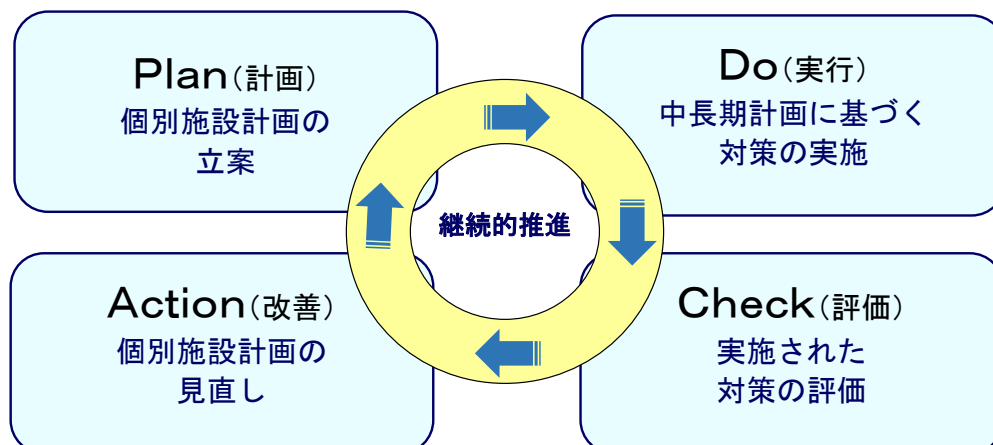 Plan(計画)
個別施設計画の
立案
Do(実行)
中長期計画に基づく
対策の実施
継続的推進
Action(改善)
個別施設計画の
見直し
Check(評価)
実施された
対策の評価